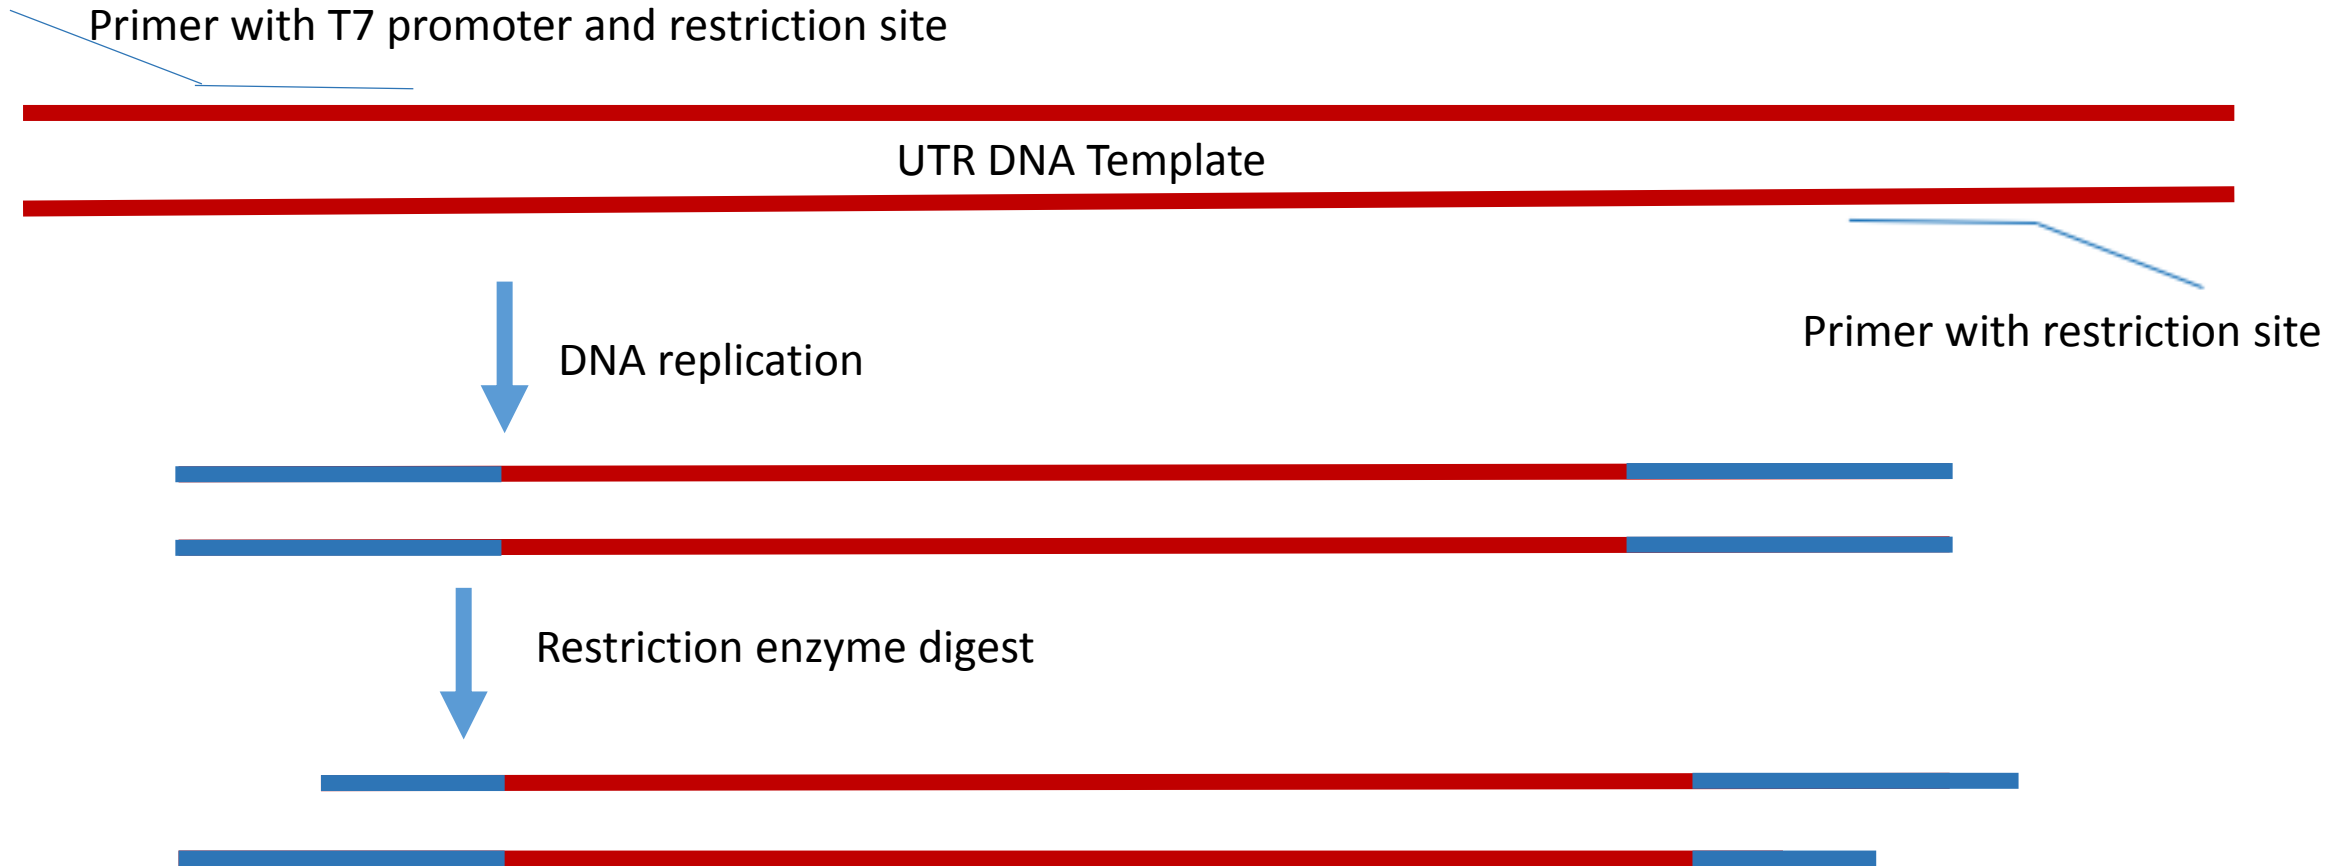 Primer with T7 promoter and restriction site
UTR DNA Template
Primer with restriction site
DNA replication
Restriction enzyme digest